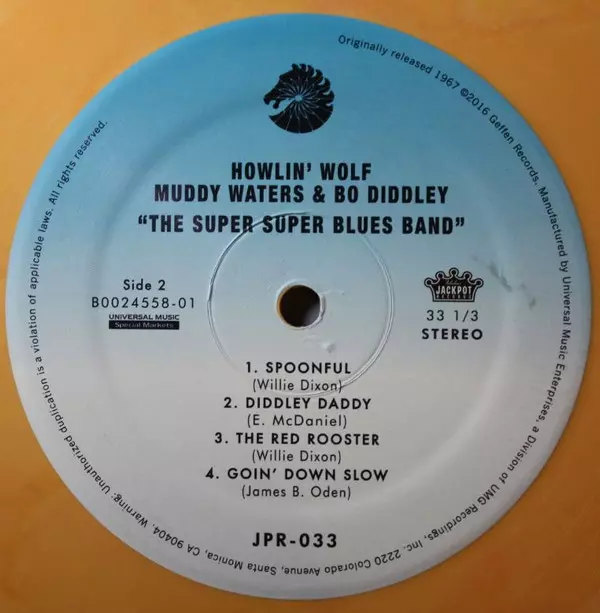 Originally released 1967 ©2016 Geffen Records. Manufactured by Universal Music Enterprises, a Division of UMG Recordings, Inc. 2220 Colorado Avenue, Santa Monica, CA 90404. Warning: Unauthorized duplication is a violation of applicable laws. All rights reserved.
HOWLIN' WOLF
MUDDY WATERS & BO DIDDLEY
"THE SUPER SUPER BLUES BAND"
Side 2
B0024558-01
UNIVERSAL MUSIC
Special Markets
JACKPOT
RECORDS
33 1/3
STEREO
1. SPOONFUL
(Willie Dixon)
2. DIDDLEY DADDY
(E. McDaniel)
3. THE RED ROOSTER
(Willie Dixon)
4. GOIN' DOWN SLOW
(James B. Oden)
JPR-033